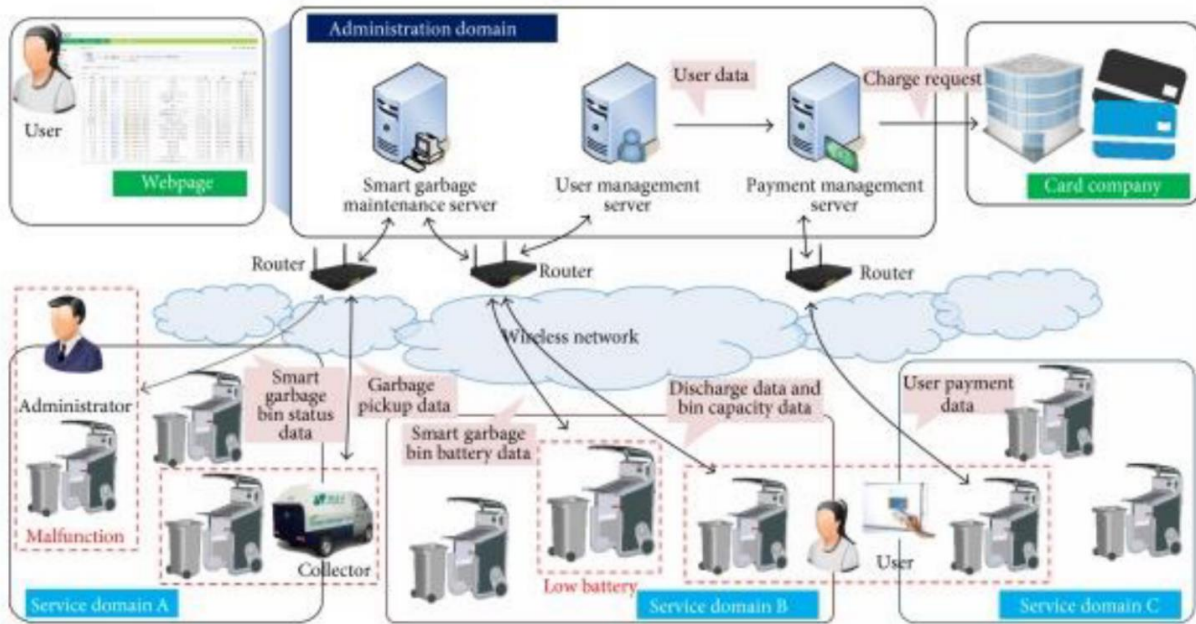 Administration domain
User data
Charge request
User
Webpage
Smart garbage
maintenance server
User management
server
Payment management
server
Card company
Router
Router
Router
Wireless network
Administrator
Smart
garbage
bin status
data
Garbage
pickup data
Smart garbage
bin battery data
Discharge data and
bin capacity data
User payment
data
Malfunction
Collector
Low battery
User
Service domain A
Service domain B
Service domain C